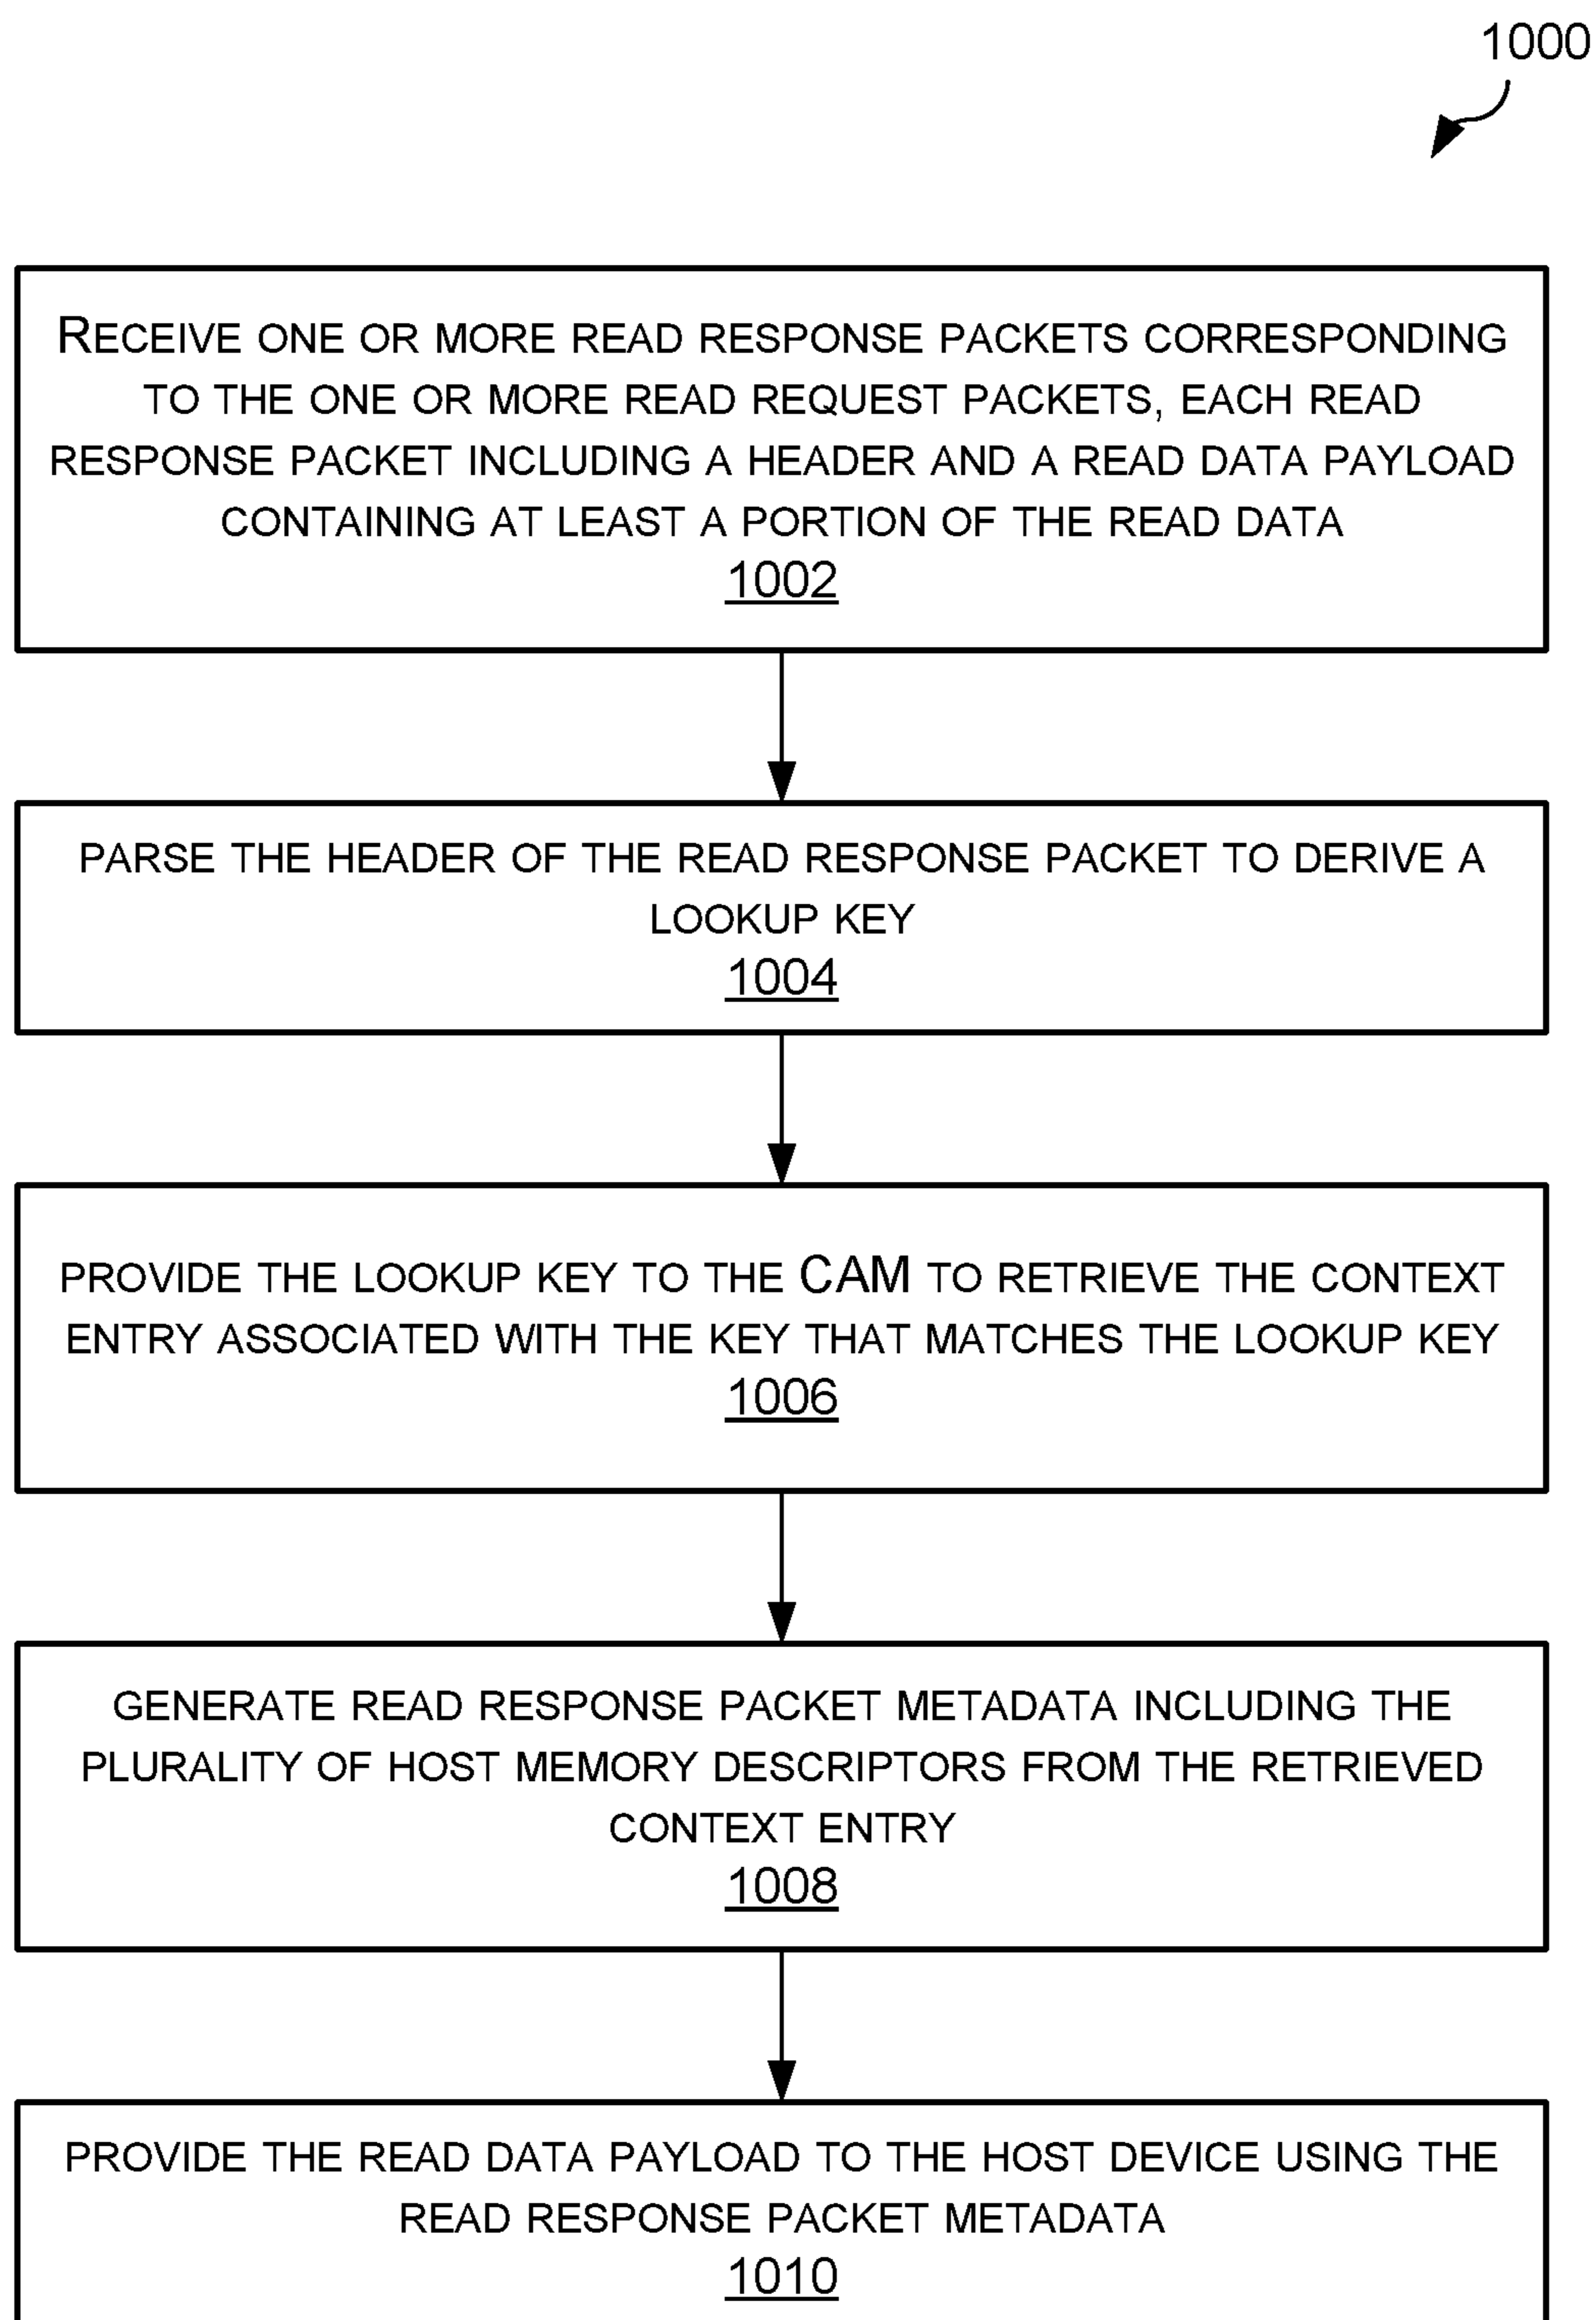 1000
RECEIVE ONE OR MORE READ RESPONSE PACKETS CORRESPONDING
TO THE ONE OR MORE READ REQUEST PACKETS, EACH READ
RESPONSE PACKET INCLUDING A HEADER AND A READ DATA PAYLOAD
CONTAINING AT LEAST A PORTION OF THE READ DATA
1002
PARSE THE HEADER OF THE READ RESPONSE PACKET TO DERIVE A
LOOKUP KEY
1004
PROVIDE THE LOOKUP KEY TO THE CAM TO RETRIEVE THE CONTEXT
ENTRY ASSOCIATED WITH THE KEY THAT MATCHES THE LOOKUP KEY
1006
GENERATE READ RESPONSE PACKET METADATA INCLUDING THE
PLURALITY OF HOST MEMORY DESCRIPTORS FROM THE RETRIEVED
CONTEXT ENTRY
1008
PROVIDE THE READ DATA PAYLOAD TO THE HOST DEVICE USING THE
READ RESPONSE PACKET METADATA
1010